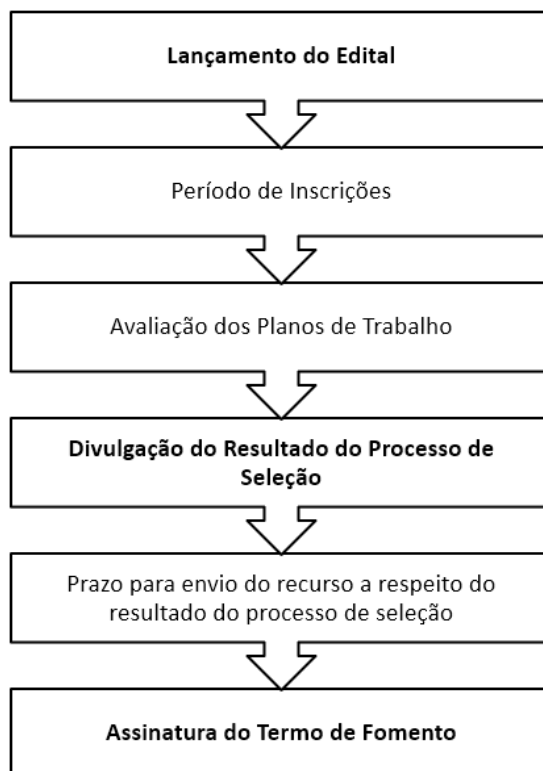 Lançamento do Edital
Período de Inscrições
Avaliação dos Planos de Trabalho
Divulgação do Resultado do Processo de
Seleção
Prazo para envio do recurso a respeito do
resultado do processo de seleção
Assinatura do Termo de Fomento